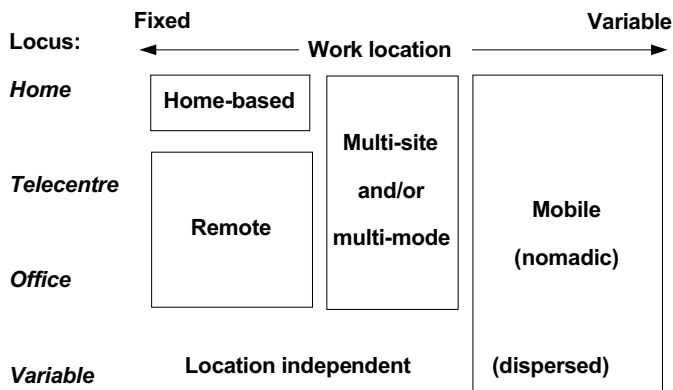 Fixed Variable
Locus:
Work location
Home
Home-based
Multi-site
and/or
multi-mode
Telecentre
Remote
Mobile
(nomadic)
Office
Variable
Location independent (dispersed)